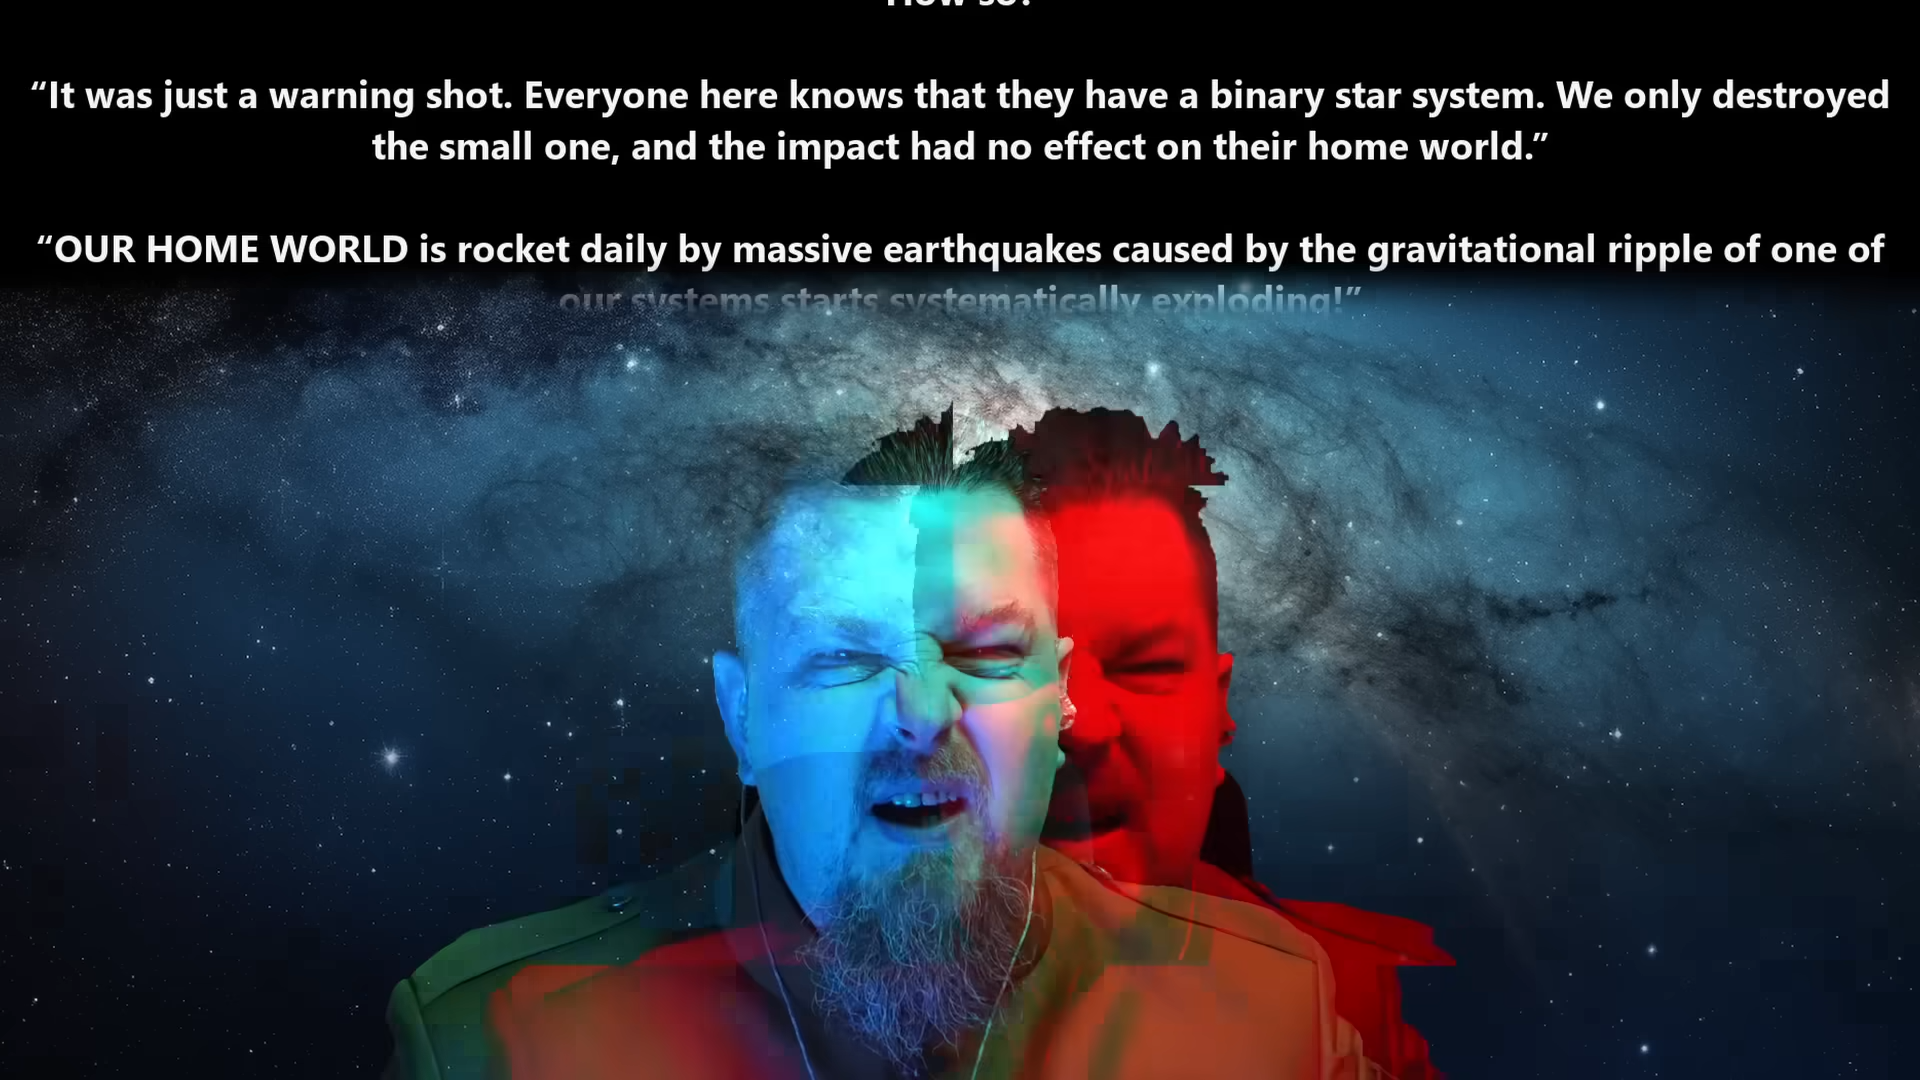 How so?
“It was just a warning shot. Everyone here knows that they have a binary star system. We only destroyed
the small one, and the impact had no effect on their home world.”
“OUR HOME WORLD is rocket daily by massive earthquakes caused by the gravitational ripple of one of
our systems starts systematically exploding!”